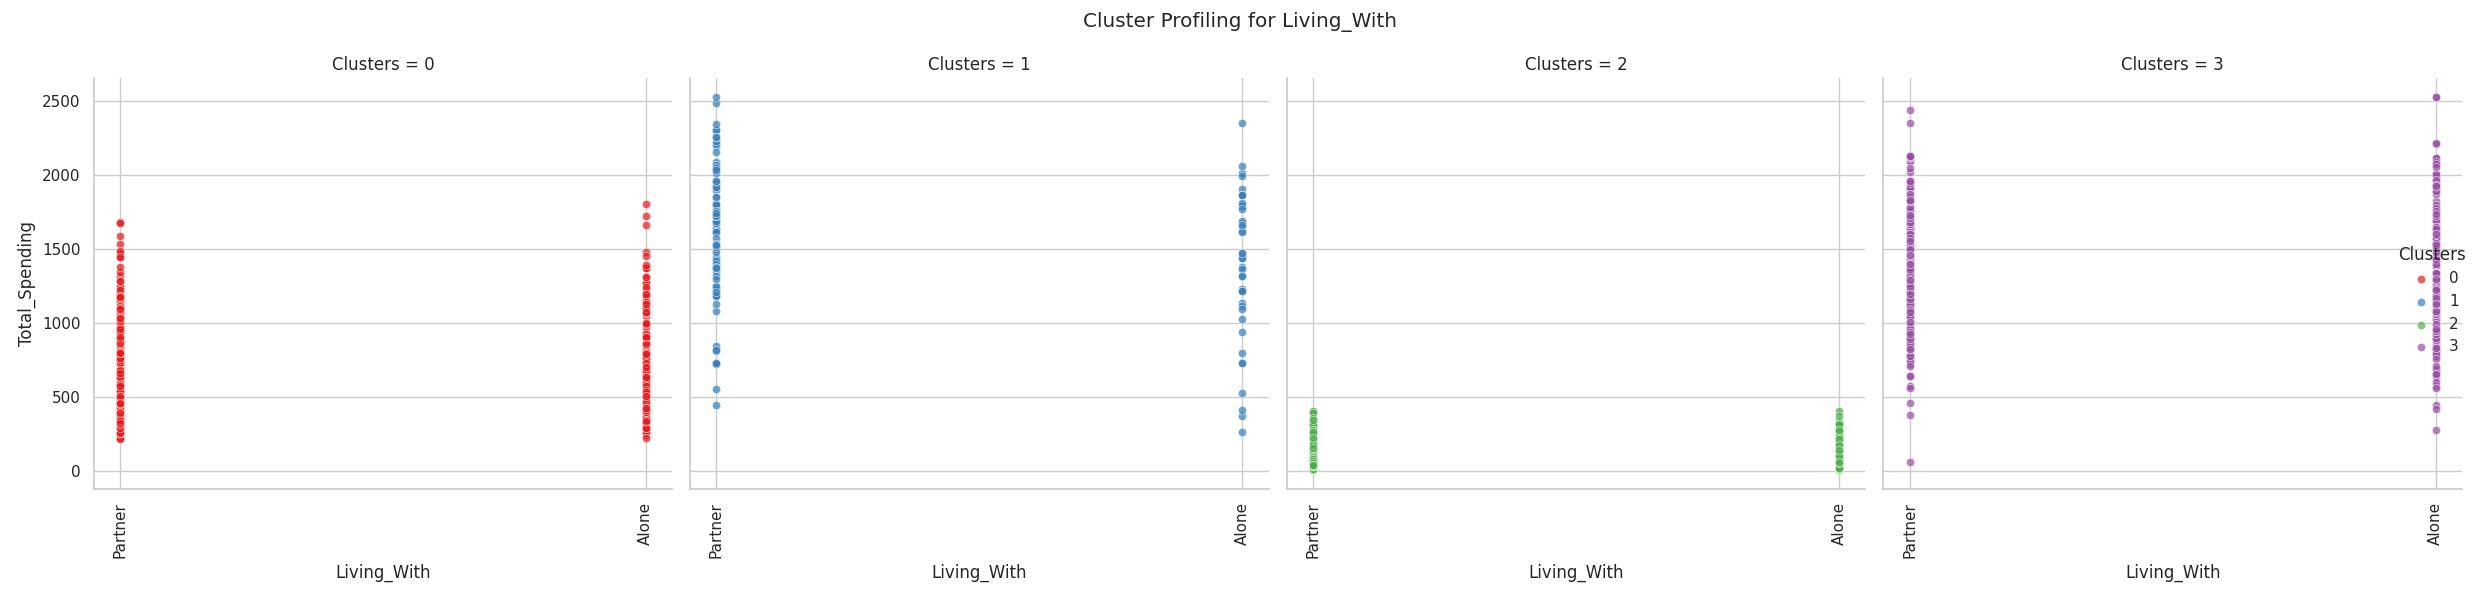 Cluster Profiling for Living_With
Clusters = 0
Clusters = 1
Clusters = 2
Clusters = 3
Total_Spending
2500
2000
1500
1000
500
0
Partner
Alone
Partner
Alone
Partner
Alone
Partner
Alone
Living_With
Living_With
Living_With
Living_With
Clusters
0
1
2
3